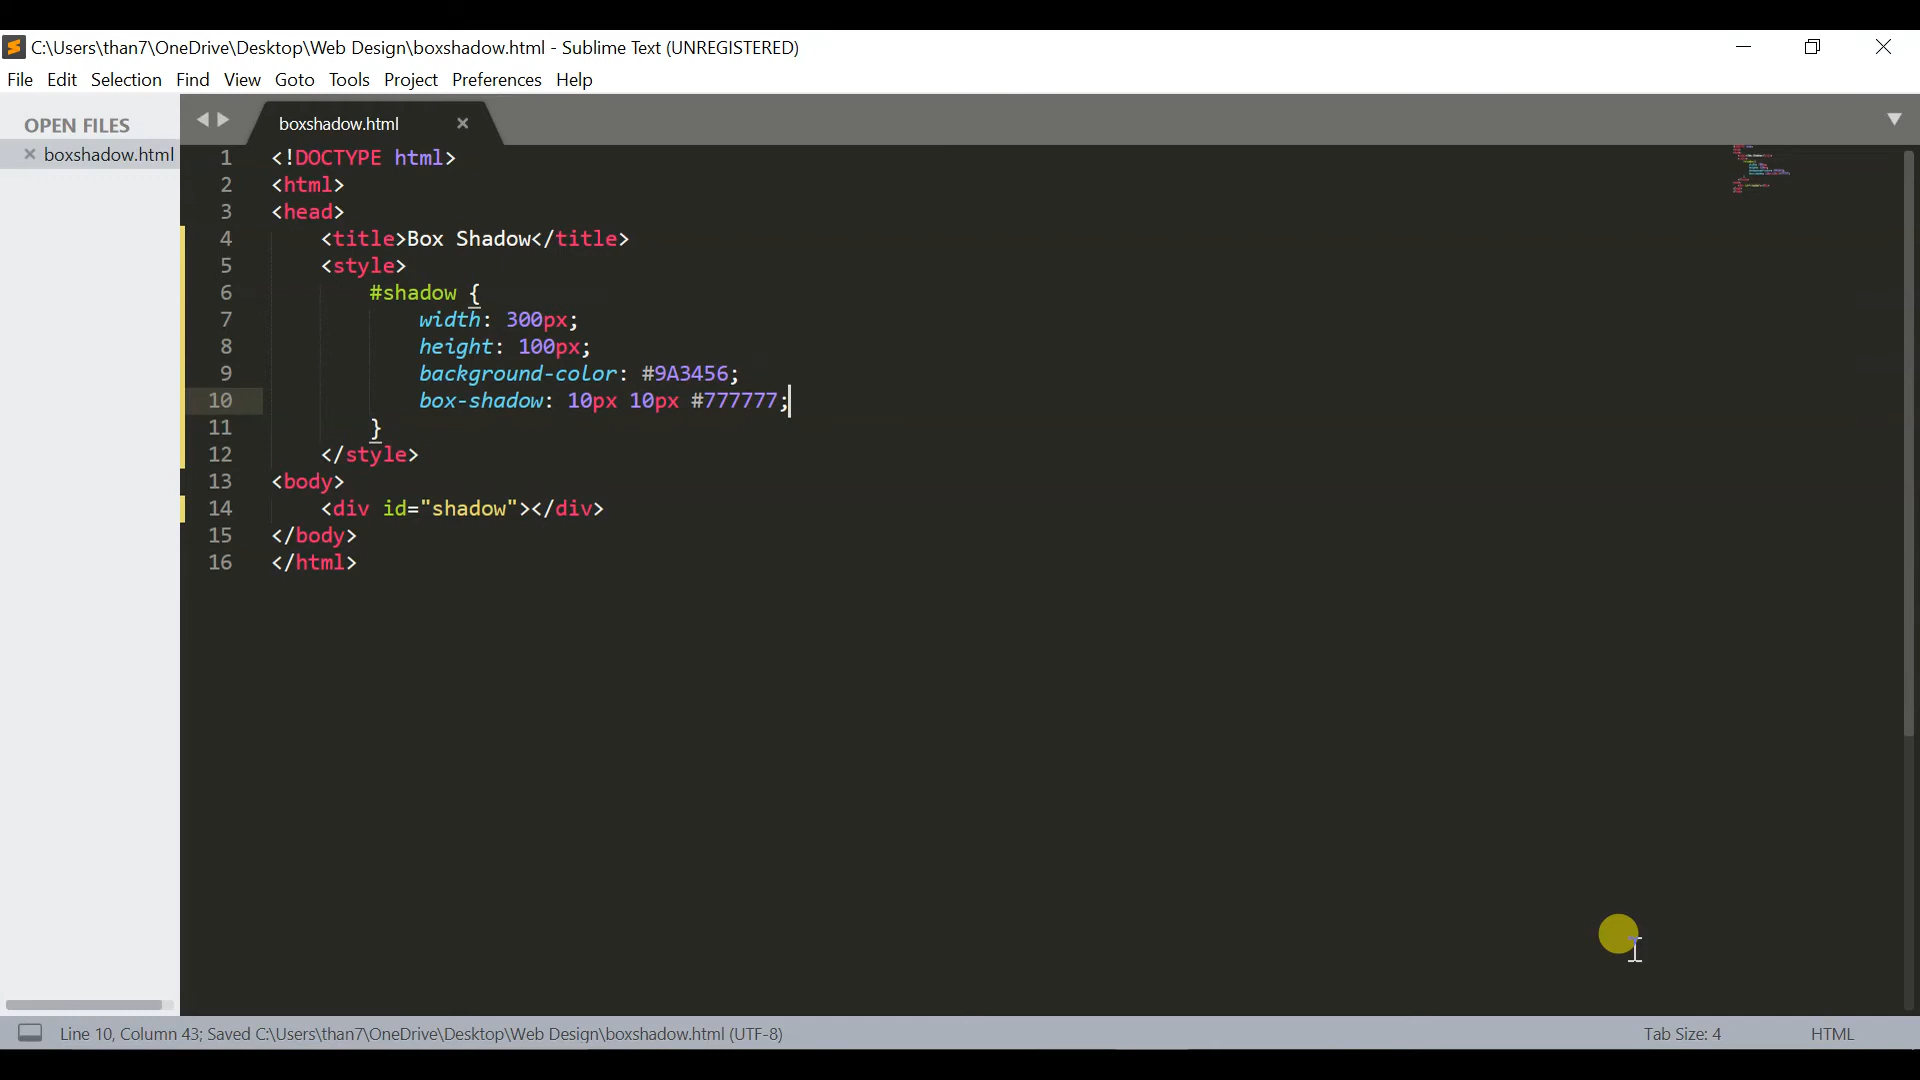 C:\Users\than7\OneDrive\Desktop\Web Design\boxshadow.html - Sublime Text (UNREGISTERED)
File Edit Selection Find View Goto Tools Project Preferences Help
OPEN FILES
boxshadow.html
boxshadow.html
1 <!DOCTYPE html>
2 <html>
3 <head>
4 <title>Box Shadow</title>
5 <style>
6 #shadow {
7 width: 300px;
8 height: 100px;
9 background-color: #9A3456;
10 box-shadow: 10px 10px #777777;
11 }
12 </style>
13 <body>
14 <div id="shadow"></div>
15 </body>
16 </html>
Line 10, Column 43; Saved C:\Users\than7\OneDrive\Desktop\Web Design\boxshadow.html (UTF-8) Tab Size: 4 HTML